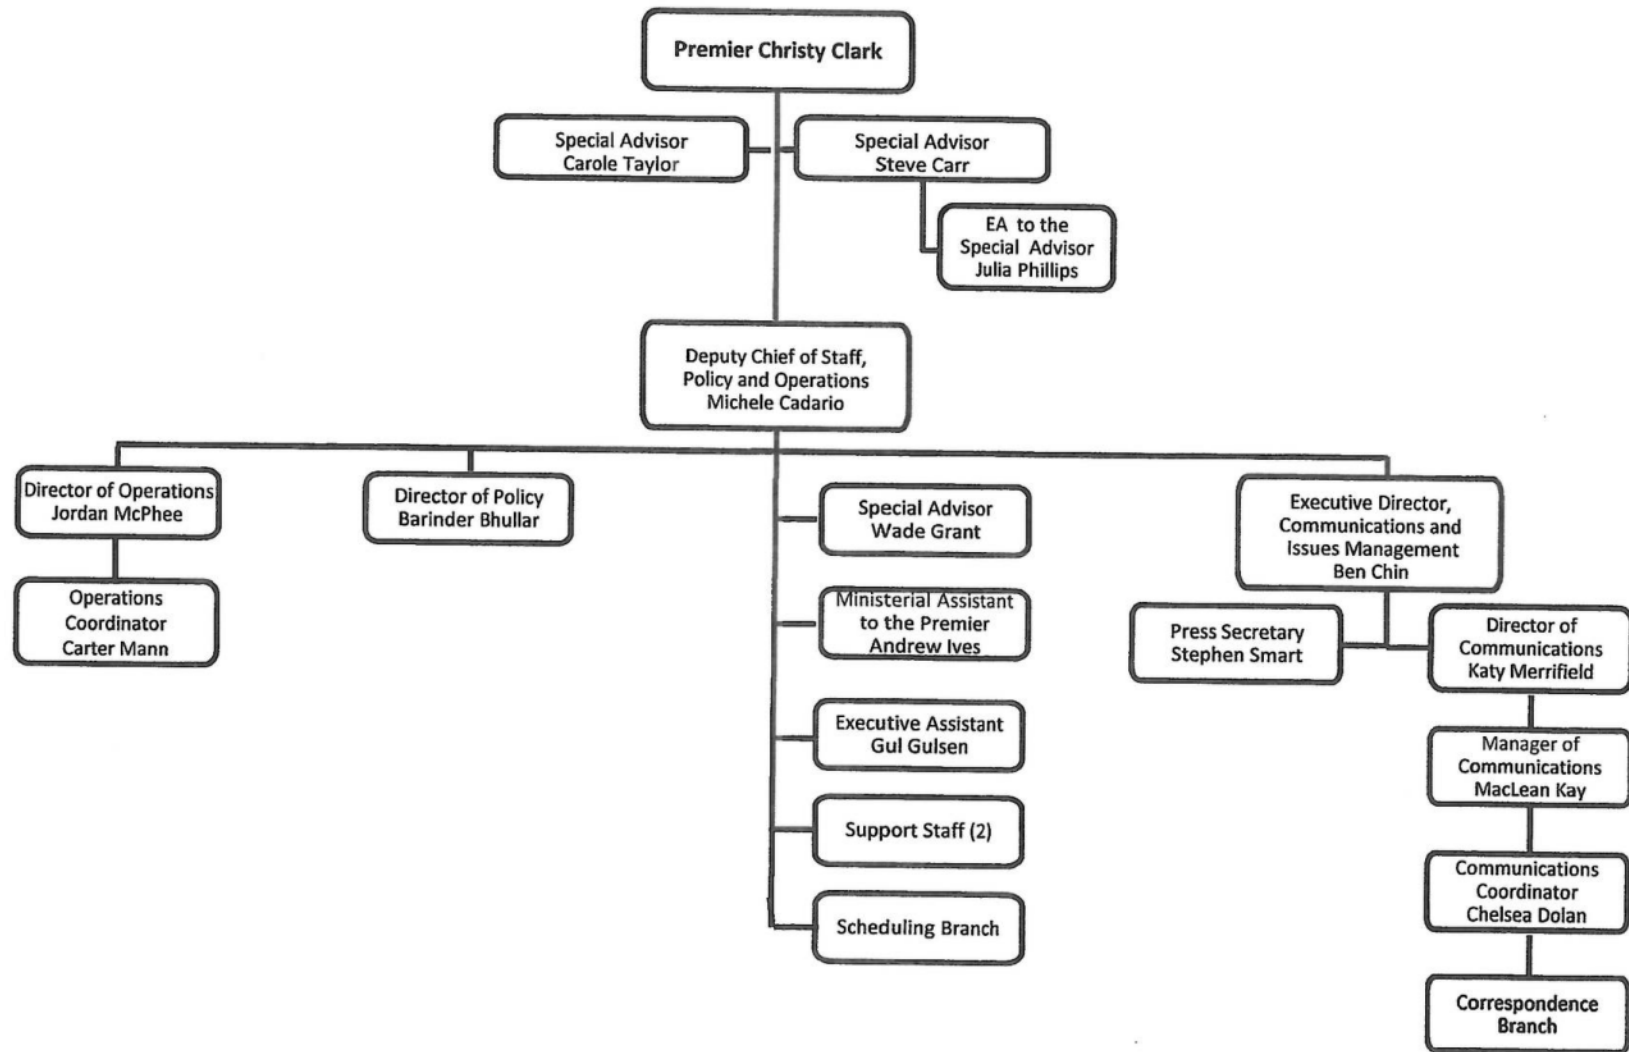 Premier Christy Clark
Special Advisor
Carole Taylor
Special Advisor
Steve Carr
EA to the
Special Advisor
Julia Phillips
Deputy Chief of Staff,
Policy and Operations
Michele Cadario
Director of Operations
Jordan McPhee
Operations
Coordinator
Carter Mann
Director of Policy
Barinder Bhullar
Special Advisor
Wade Grant
Ministerial Assistant
to the Premier
Andrew Ives
Executive Assistant
Gul Gulsen
Support Staff (2)
Scheduling Branch
Executive Director,
Communications and
Issues Management
Ben Chin
Press Secretary
Stephen Smart
Director of
Communications
Katy Merrifield
Manager of
Communications
MacLean Kay
Communications
Coordinator
Chelsea Dolan
Correspondence
Branch